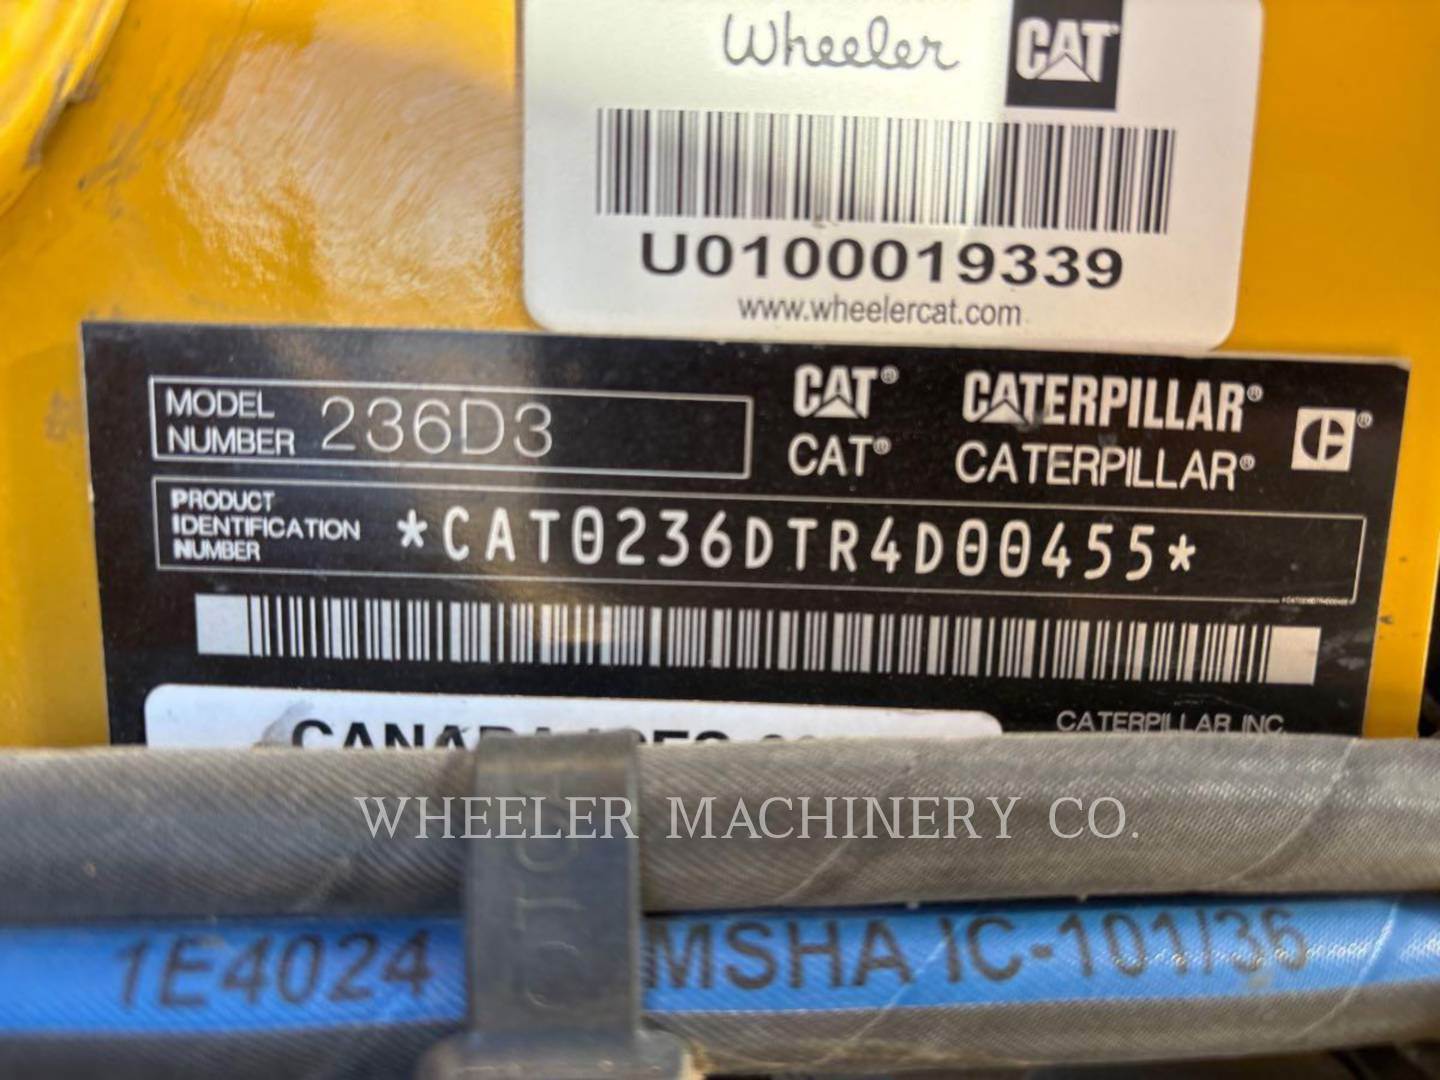 Wheeler CAT
U0100019339
www.wheelercat.com
MODEL NUMBER 236D3
CAT® CATERPILLAR®
CAT® CATERPILLAR®
PRODUCT IDENTIFICATION NUMBER *CAT0236DTR4D00455*
CATERPILLAR INC
WHEELER MACHINERY CO.
1E4024 MSHA IC-101/36